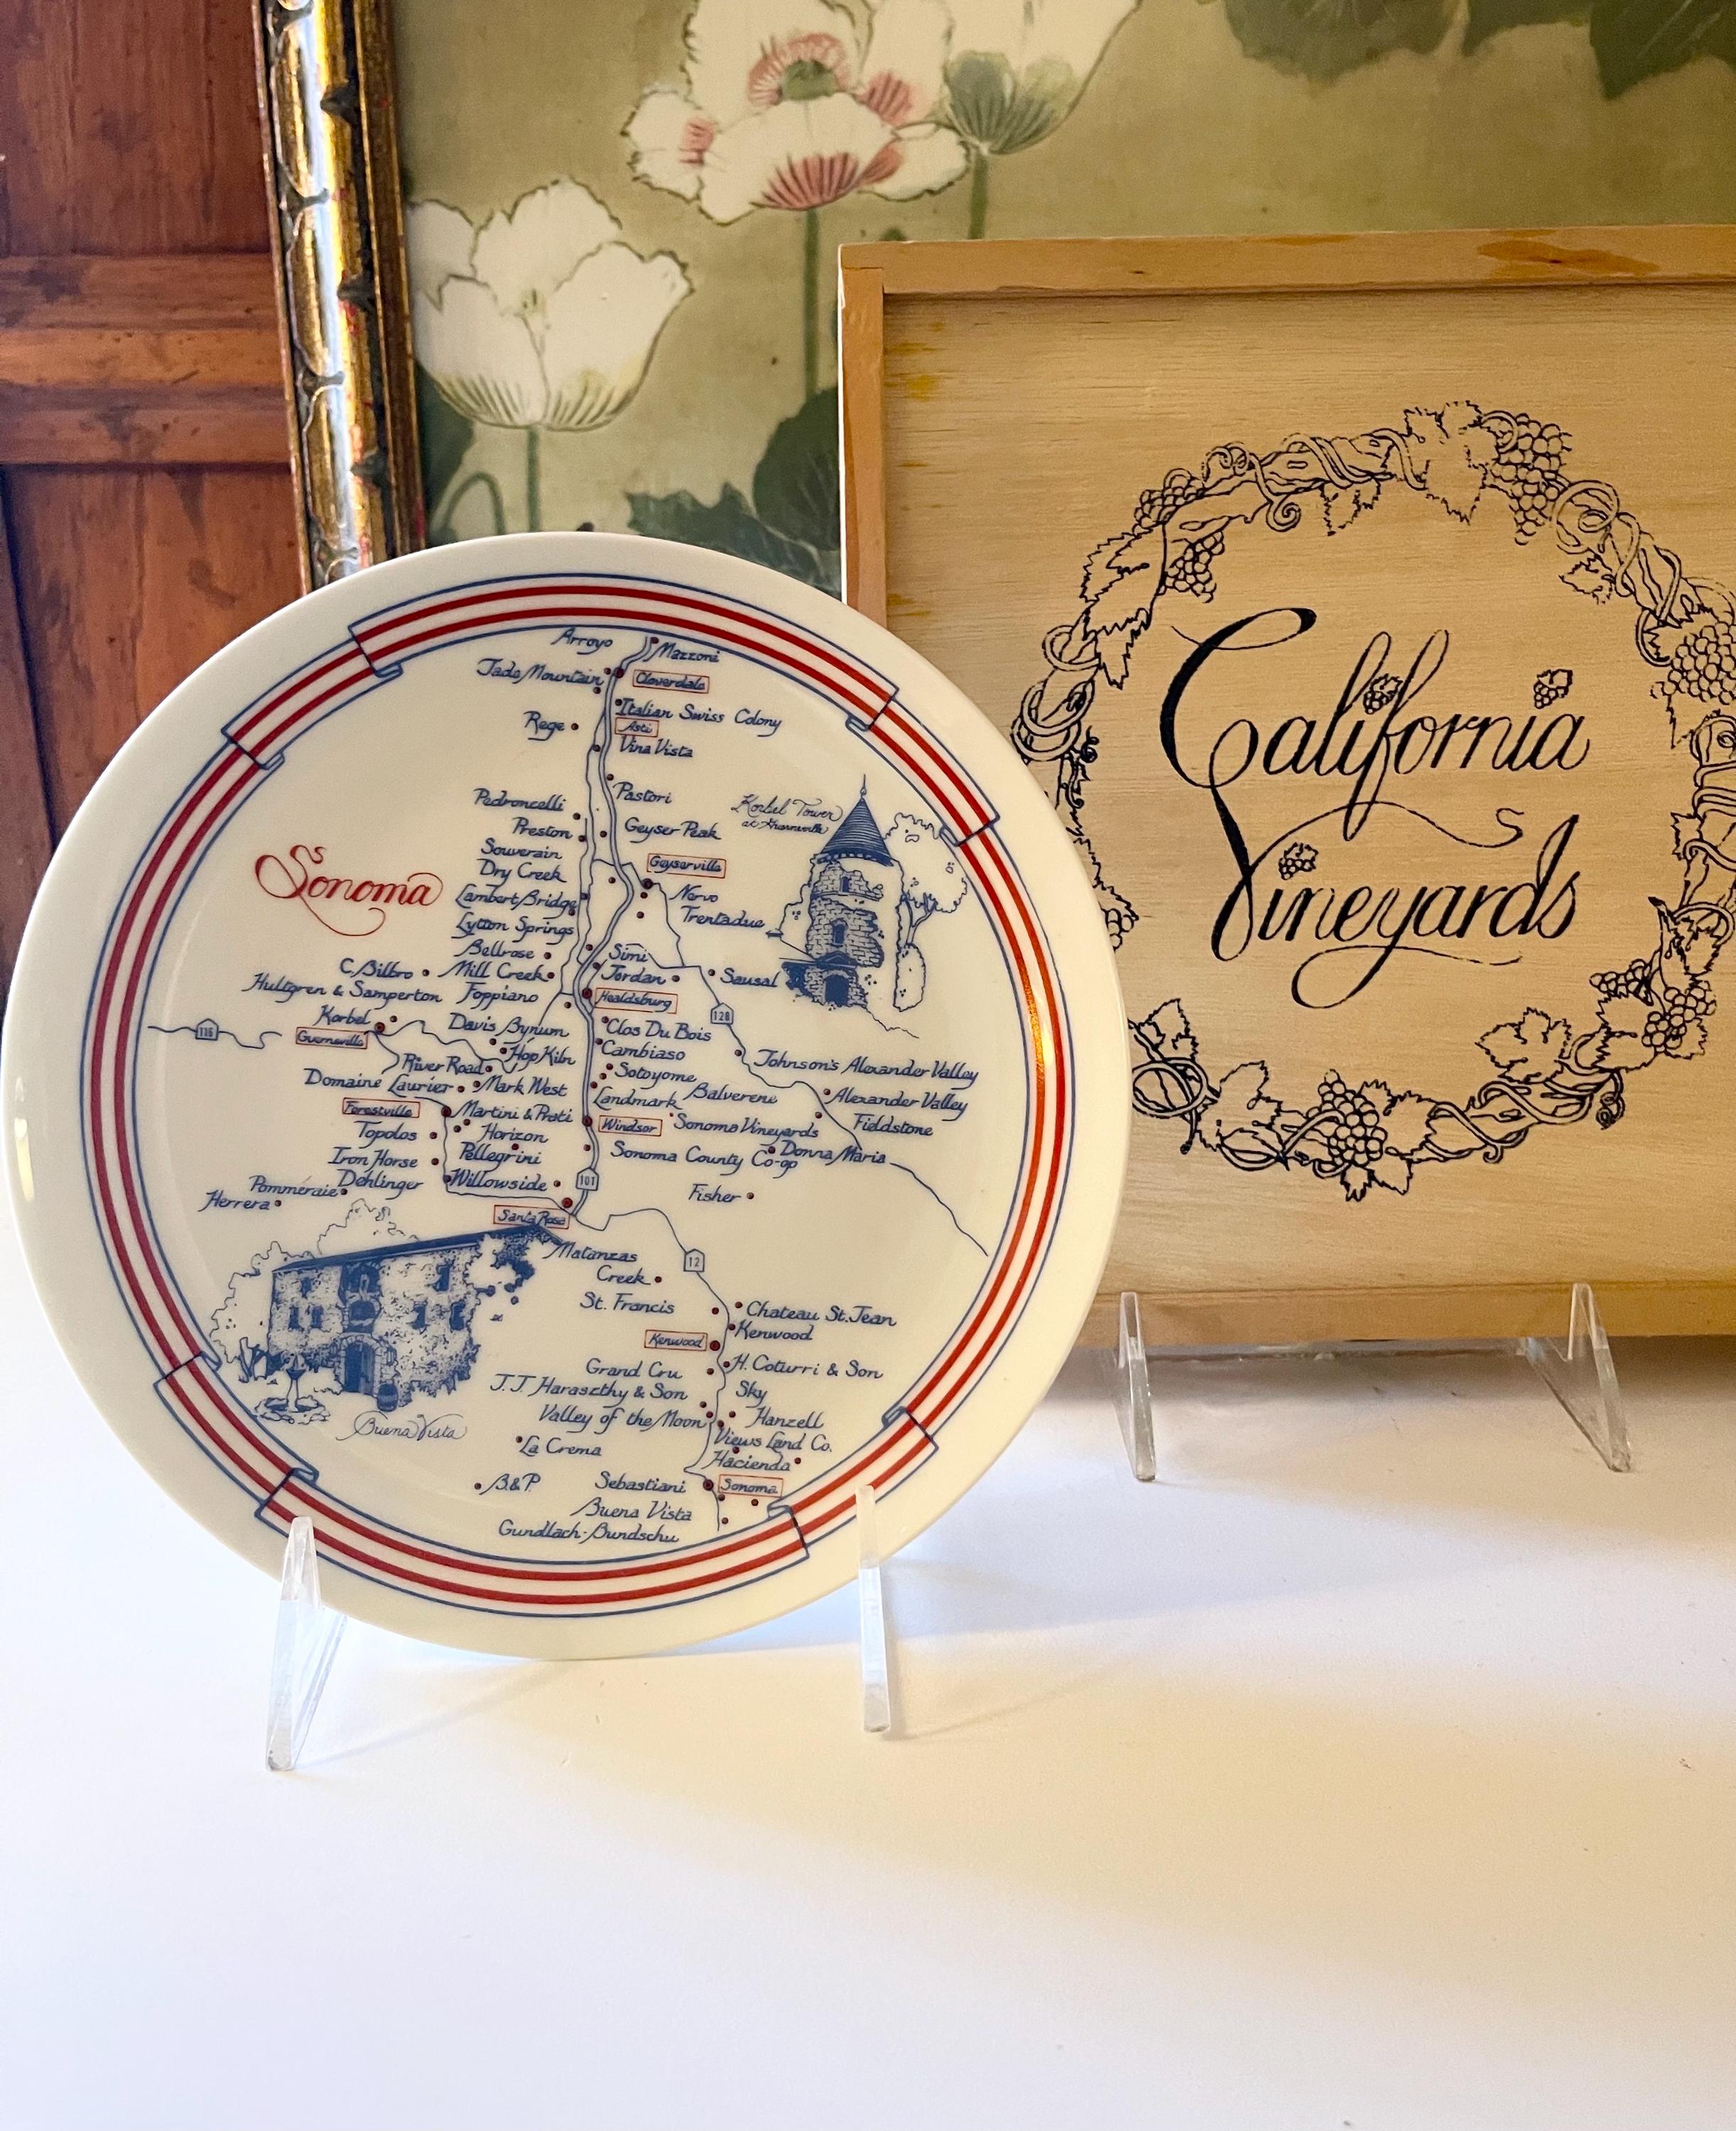 Arroyo
Mazzoni
Jade Mountain
Cloverdale
Italian Swiss Colony
Rege
Asti
Vina Vista
Pastori
Pedroncelli
Korbel Tower
at Guerneville
Preston
Geyser Peak
Souverain
Geyserville
Dry Creek
Sonoma
Lambert Bridge
Nervo
Trentadue
Lytton Springs
Bellrose
Simi
C. Bilbro
Mill Creek
Jordan
Sausal
Hultgren & Samperton
Foppiano
Healdsburg
Korbel
128
116
Guerneville
Davis Bynum
Clos Du Bois
Hop Kiln
Cambiaso
River Road
Sotoyome
Johnson's Alexander Valley
Domaine Laurier
Mark West
Landmark
Balverene
Alexander Valley
Forestville
Martini & Prati
Windsor
Sonoma Vineyards
Fieldstone
Topolos
Horizon
Iron Horse
Pellegrini
Sonoma County Co-op
Donna Maria
Pommeraie
Dehlinger
Willowside
101
Fisher
Herrera
Santa Rosa
Matanzas
Creek
12
St. Francis
Chateau St. Jean
Kenwood
Kenwood
Grand Cru
H. Coturri & Son
J.J. Haraszthy & Son
Sky
Valley of the Moon
Hanzell
Buena Vista
La Crema
Views Land Co.
Hacienda
B&P
Sebastiani
Sonoma
Buena Vista
Gundlach-Bundschu
California
Vineyards